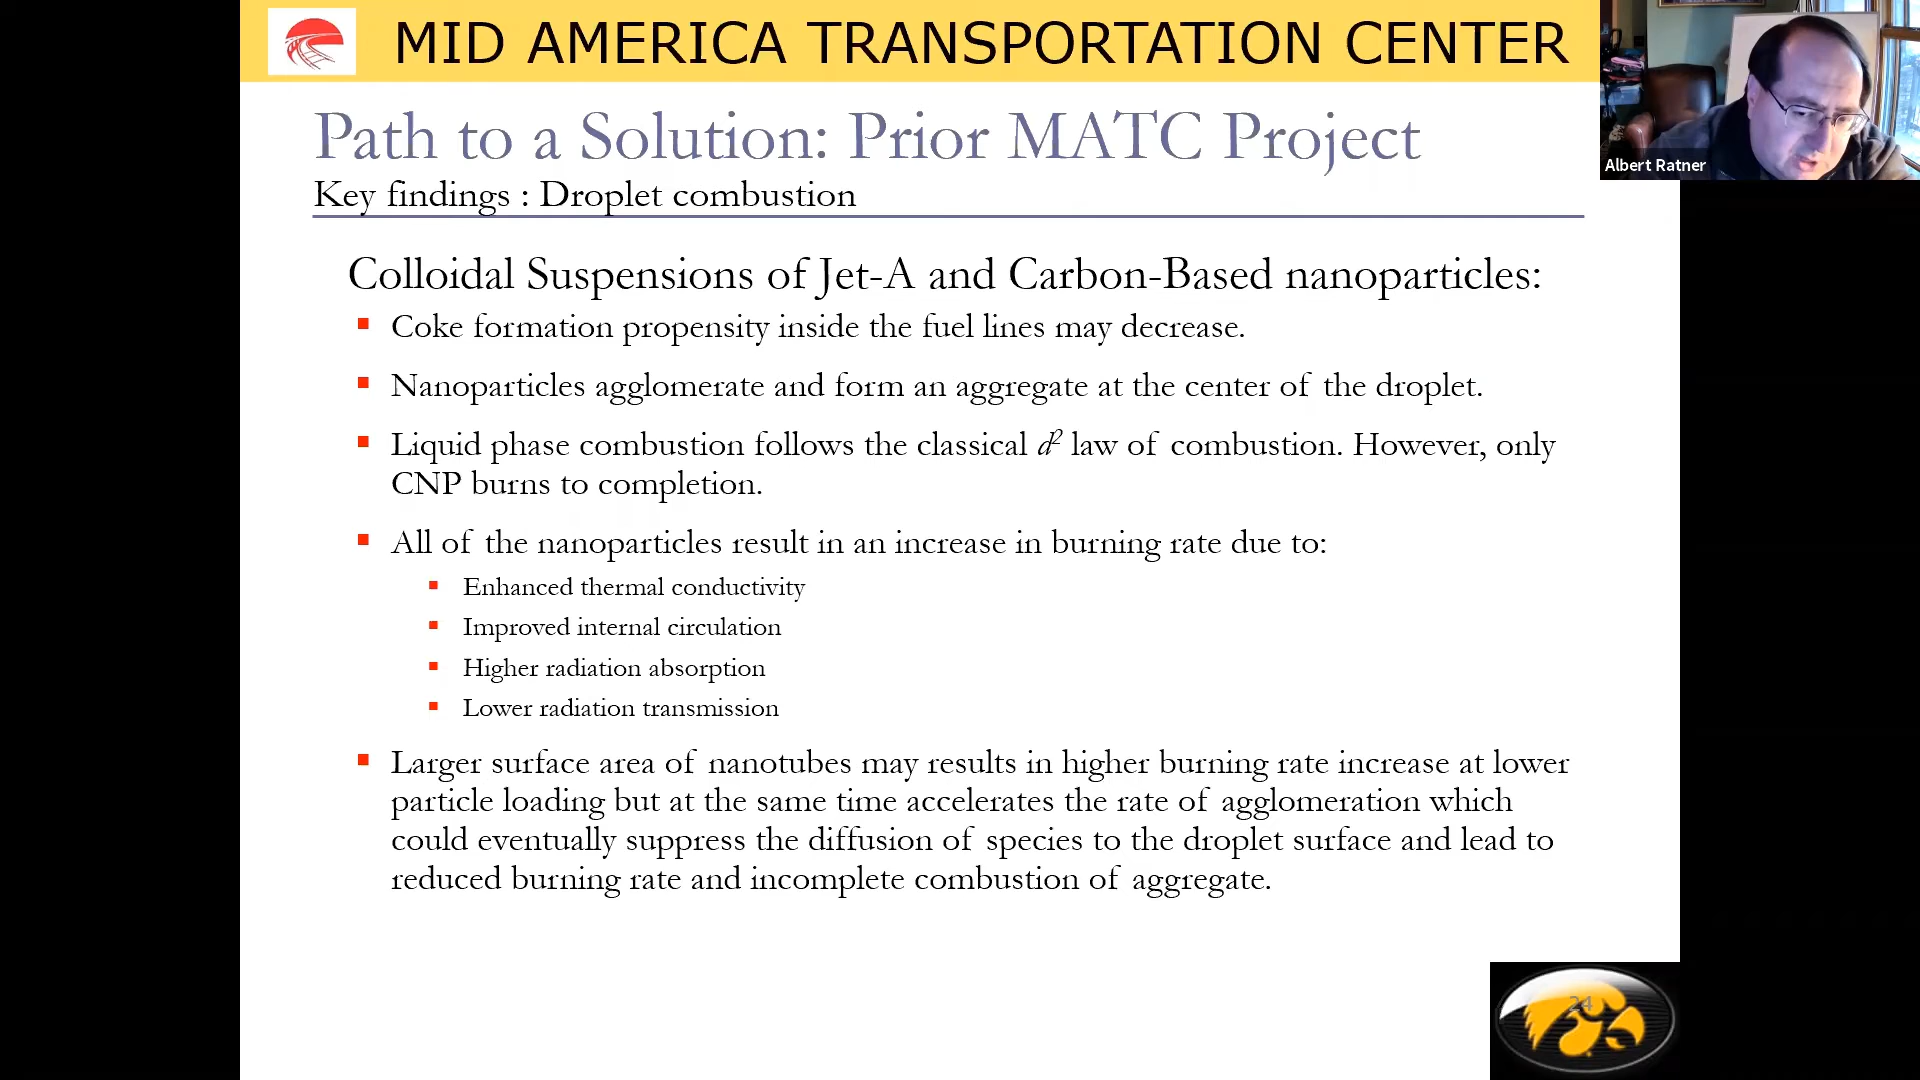 MID AMERICA TRANSPORTATION CENTER
Albert Ratner
Path to a Solution: Prior MATC Project
Key findings : Droplet combustion
Colloidal Suspensions of Jet-A and Carbon-Based nanoparticles:
Coke formation propensity inside the fuel lines may decrease.
Nanoparticles agglomerate and form an aggregate at the center of the droplet.
Liquid phase combustion follows the classical d² law of combustion. However, only
CNP burns to completion.
All of the nanoparticles result in an increase in burning rate due to:
Enhanced thermal conductivity
Improved internal circulation
Higher radiation absorption
Lower radiation transmission
Larger surface area of nanotubes may results in higher burning rate increase at lower
particle loading but at the same time accelerates the rate of agglomeration which
could eventually suppress the diffusion of species to the droplet surface and lead to
reduced burning rate and incomplete combustion of aggregate.
24